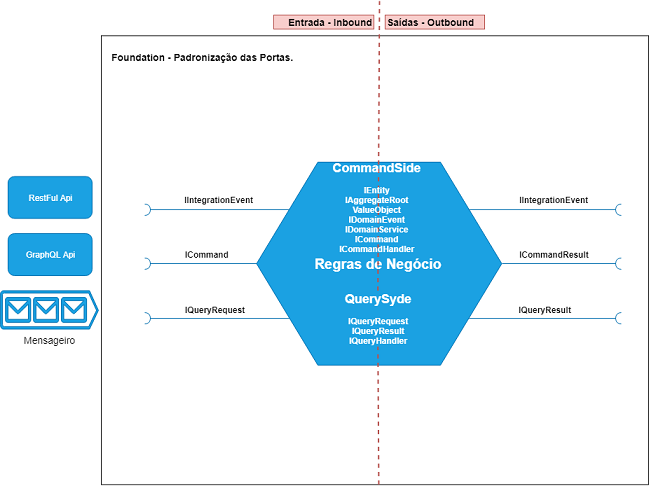 Entrada - Inbound
Saídas - Outbound
Foundation - Padronização das Portas.
CommandSide
IEntity
IAggregateRoot
ValueObject
IDomainEvent
IDomainService
ICommand
ICommandHandler
Regras de Negócio
QuerySyde
IQueryRequest
IQueryResult
IQueryHandler
RestFul Api
GraphQL Api
Mensageiro
IIntegrationEvent
ICommand
IQueryRequest
IIntegrationEvent
ICommandResult
IQueryResult